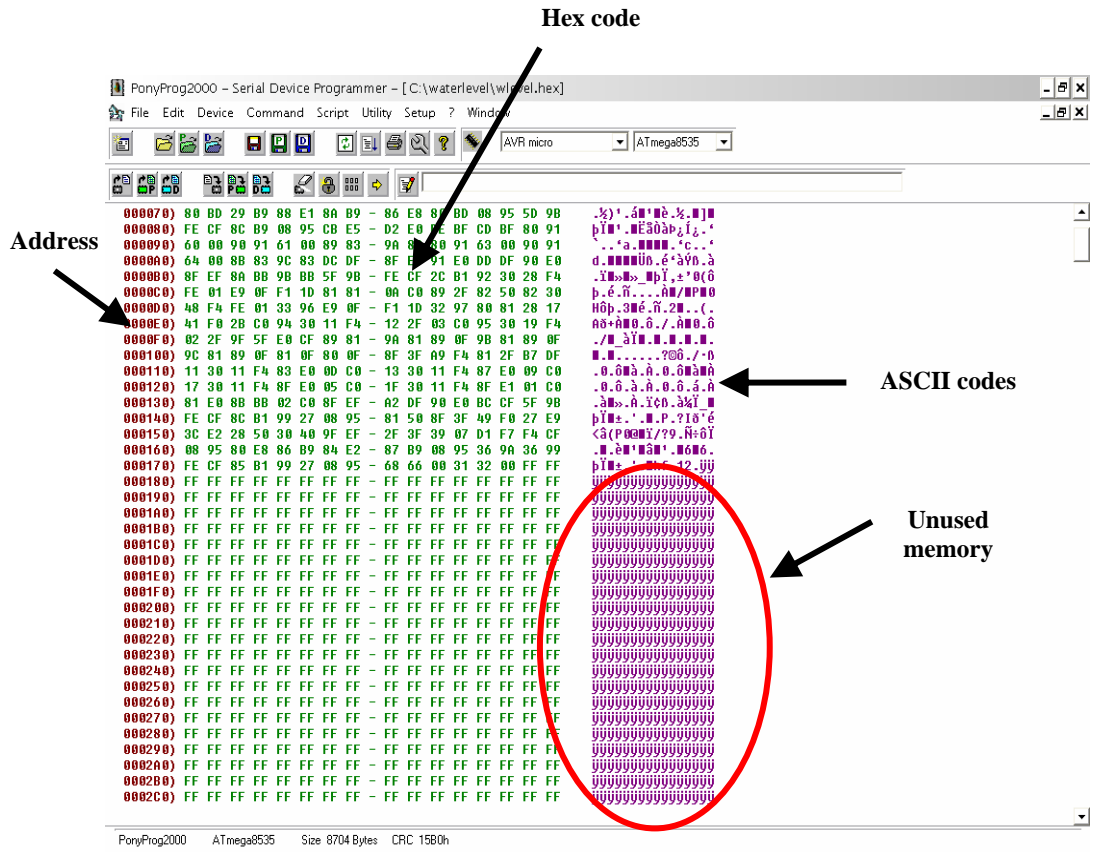 Hex code
PonyProg2000 – Serial Device Programmer – [ C:\waterlevel\wlevel.hex]
File Edit Device Command Script Utility Setup ? Window
AVR micro ATmega8535
Address
000070) 80 BD 29 B9 88 E1 8A B9 - 86 E8 BD 08 95 5D 9B
000080) FE CF 8C B9 08 95 CB E5 - D2 E0 BF CD BF 80 91
000090) 60 00 90 91 61 00 89 83 - 9A 80 91 63 00 90 91
0000A0) 64 00 8B 83 9C 83 DC DF - 8F 91 E0 DD DF 90 E0
0000B0) 8F EF 8A BB 9B BB 5F 9B - FE CF 2C B1 92 30 28 F4
0000C0) FE 01 E9 0F F1 1D 81 81 - 0A C0 89 2F 82 50 82 30
0000D0) 48 F4 FE 01 33 96 E9 0F - F1 1D 32 97 80 81 28 17
0000E0) 41 F0 2B C0 94 30 11 F4 - 12 2F 03 C0 95 30 19 F4
0000F0) 02 2F 9F 5F E0 CF 89 81 - 9A 81 89 0F 9B 81 89 0F
000100) 9C 81 89 0F 81 0F 80 0F - 8F 3F A9 F4 81 2F B7 DF
000110) 11 30 11 F4 83 E0 0D C0 - 13 30 11 F4 87 E0 09 C0
000120) 17 30 11 F4 8F E0 05 C0 - 1F 30 11 F4 8F E1 01 C0
ASCII codes
000130) 81 E0 8B BB 02 C0 8F EF - A2 DF 90 E0 BC CF 5F 9B
000140) FE CF 8C B1 99 27 08 95 - 81 50 8F 3F 49 F0 27 E9
000150) 3C E2 28 50 30 40 9F EF - 2F 3F 39 07 D1 F7 F4 CF
000160) 08 95 80 E8 86 B9 84 E2 - 87 B9 08 95 36 9A 36 99
000170) FE CF 85 B1 99 27 08 95 - 68 66 00 31 32 00 FF FF
000180) FF FF FF FF FF FF FF FF - FF FF FF FF FF FF FF FF ÿÿÿÿÿÿÿÿÿÿÿÿÿÿÿÿ
000190) FF FF FF FF FF FF FF FF - FF FF FF FF FF FF FF FF ÿÿÿÿÿÿÿÿÿÿÿÿÿÿÿÿ
0001A0) FF FF FF FF FF FF FF FF - FF FF FF FF FF FF FF FF ÿÿÿÿÿÿÿÿÿÿÿÿÿÿÿÿ
0001B0) FF FF FF FF FF FF FF FF - FF FF FF FF FF FF FF FF ÿÿÿÿÿÿÿÿÿÿÿÿÿÿÿÿ
Unused
memory
0001C0) FF FF FF FF FF FF FF FF - FF FF FF FF FF FF FF FF ÿÿÿÿÿÿÿÿÿÿÿÿÿÿÿÿ
0001D0) FF FF FF FF FF FF FF FF - FF FF FF FF FF FF FF FF ÿÿÿÿÿÿÿÿÿÿÿÿÿÿÿÿ
0001E0) FF FF FF FF FF FF FF FF - FF FF FF FF FF FF FF FF ÿÿÿÿÿÿÿÿÿÿÿÿÿÿÿÿ
0001F0) FF FF FF FF FF FF FF FF - FF FF FF FF FF FF FF FF ÿÿÿÿÿÿÿÿÿÿÿÿÿÿÿÿ
000200) FF FF FF FF FF FF FF FF - FF FF FF FF FF FF FF FF ÿÿÿÿÿÿÿÿÿÿÿÿÿÿÿÿ
000210) FF FF FF FF FF FF FF FF - FF FF FF FF FF FF FF FF ÿÿÿÿÿÿÿÿÿÿÿÿÿÿÿÿ
000220) FF FF FF FF FF FF FF FF - FF FF FF FF FF FF FF FF ÿÿÿÿÿÿÿÿÿÿÿÿÿÿÿÿ
000230) FF FF FF FF FF FF FF FF - FF FF FF FF FF FF FF FF ÿÿÿÿÿÿÿÿÿÿÿÿÿÿÿÿ
000240) FF FF FF FF FF FF FF FF - FF FF FF FF FF FF FF FF ÿÿÿÿÿÿÿÿÿÿÿÿÿÿÿÿ
000250) FF FF FF FF FF FF FF FF - FF FF FF FF FF FF FF FF ÿÿÿÿÿÿÿÿÿÿÿÿÿÿÿÿ
000260) FF FF FF FF FF FF FF FF - FF FF FF FF FF FF FF FF ÿÿÿÿÿÿÿÿÿÿÿÿÿÿÿÿ
000270) FF FF FF FF FF FF FF FF - FF FF FF FF FF FF FF FF ÿÿÿÿÿÿÿÿÿÿÿÿÿÿÿÿ
000280) FF FF FF FF FF FF FF FF - FF FF FF FF FF FF FF FF ÿÿÿÿÿÿÿÿÿÿÿÿÿÿÿÿ
000290) FF FF FF FF FF FF FF FF - FF FF FF FF FF FF FF FF ÿÿÿÿÿÿÿÿÿÿÿÿÿÿÿÿ
0002A0) FF FF FF FF FF FF FF FF - FF FF FF FF FF FF FF FF ÿÿÿÿÿÿÿÿÿÿÿÿÿÿÿÿ
0002B0) FF FF FF FF FF FF FF FF - FF FF FF FF FF FF FF FF ÿÿÿÿÿÿÿÿÿÿÿÿÿÿÿÿ
0002C0) FF FF FF FF FF FF FF FF - FF FF FF FF FF FF FF FF ÿÿÿÿÿÿÿÿÿÿÿÿÿÿÿÿ
PonyProg2000 ATmega8535 Size 8704 Bytes CRC 15B0h